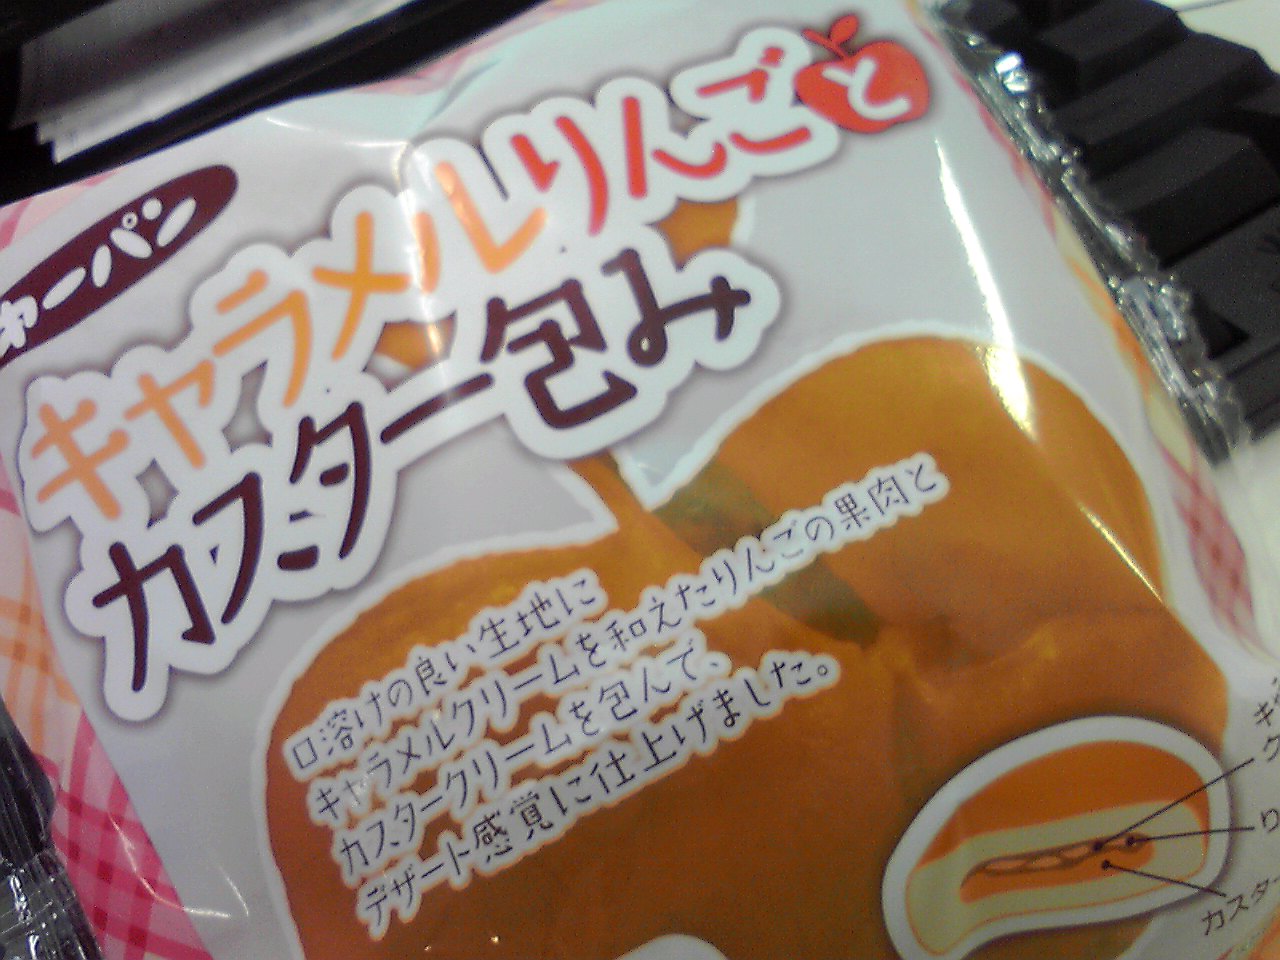 キャラメルりんごと
カスター包み
口溶けの良い生地に
キャラメルクリームを和えたりんごの果肉と
カスタークリームを包んで、
デザート感覚に仕上げました。
カスター